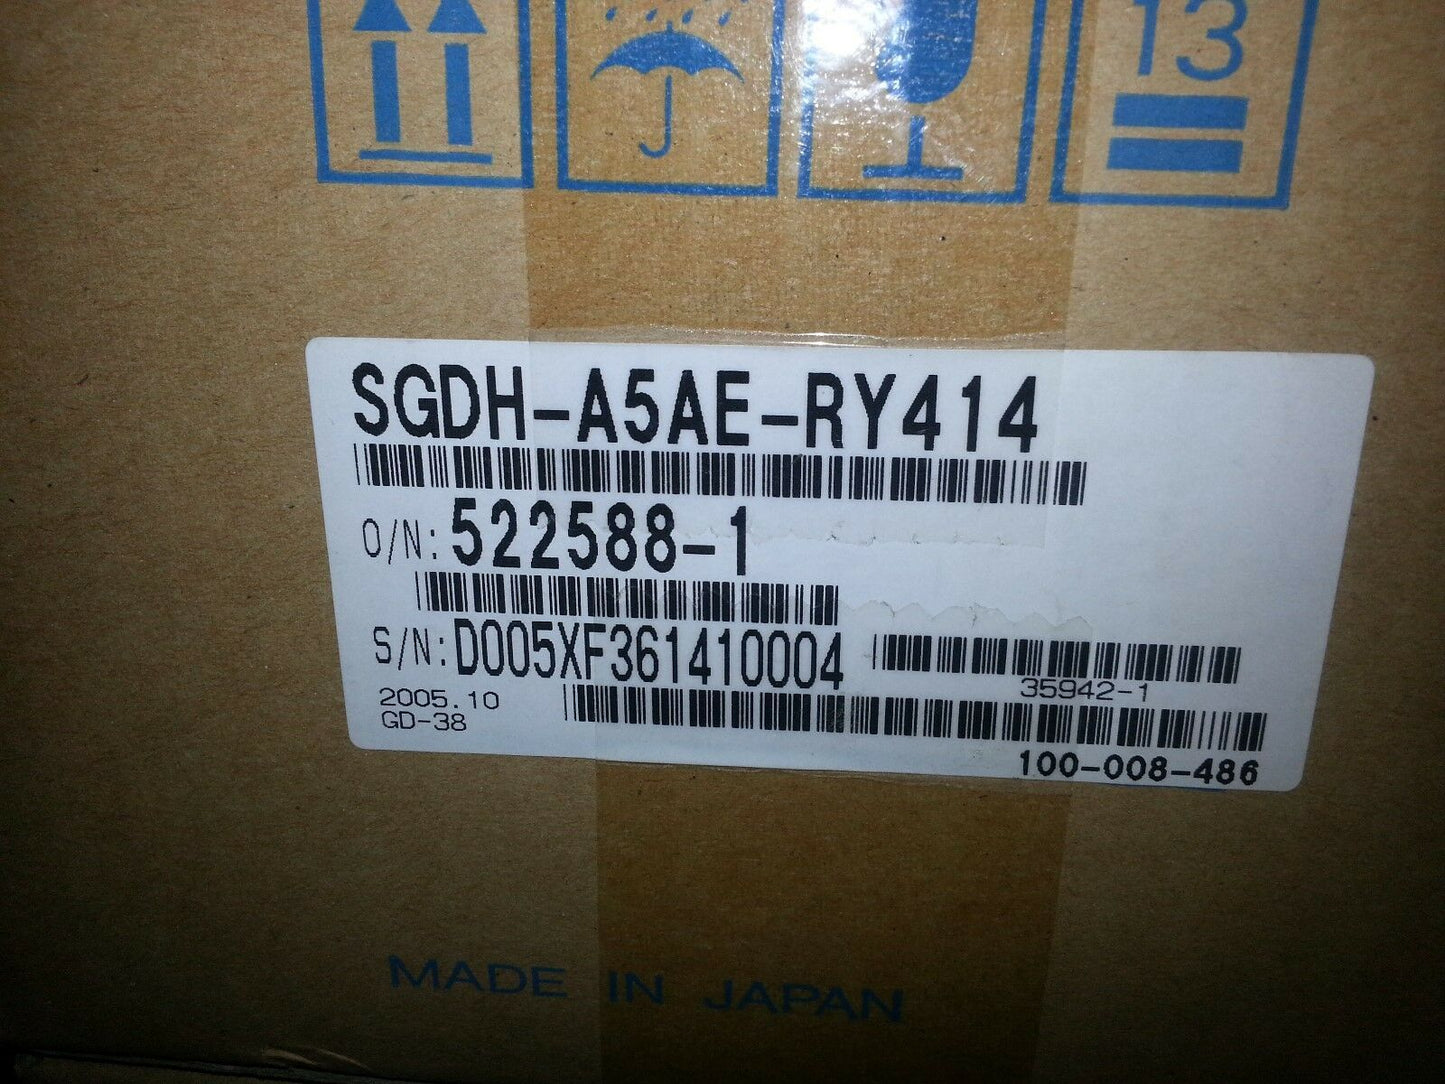 13
SGDH-A5AE-RY414
O/N: 522588-1
S/N: D005XF361410004
35942-1
2005.10
GD-38
100-008-486
MADE IN JAPAN